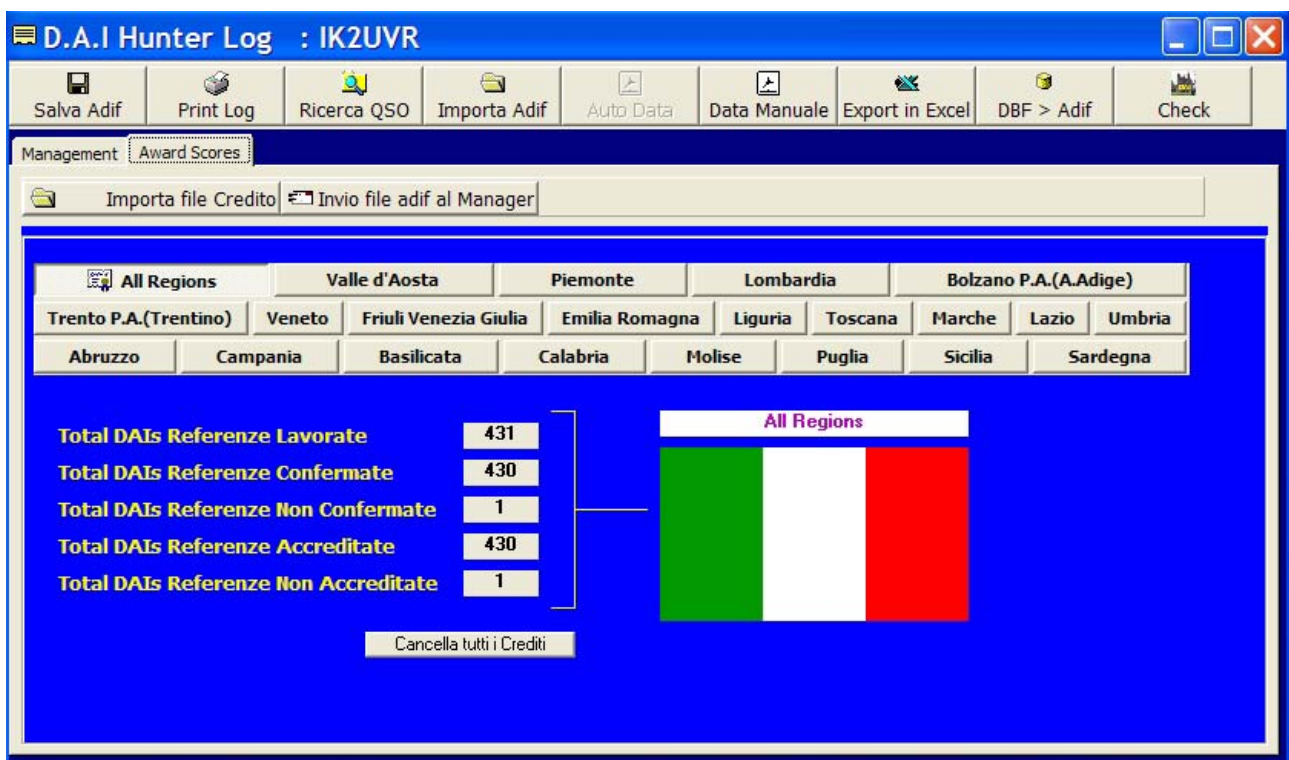 D.A.I Hunter Log : IK2UVR
Salva Adif Print Log Ricerca QSO Importa Adif Auto Data Data Manuale Export in Excel DBF > Adif Check
Management Award Scores
Importa file Credito Invio file adif al Manager
All Regions Valle d'Aosta Piemonte Lombardia Bolzano P.A.(A.Adige)
Trento P.A.(Trentino) Veneto Friuli Venezia Giulia Emilia Romagna Liguria Toscana Marche Lazio Umbria
Abruzzo Campania Basilicata Calabria Molise Puglia Sicilia Sardegna
All Regions
Total DAIs Referenze Lavorate 431
Total DAIs Referenze Confermate 430
Total DAIs Referenze Non Confermate 1
Total DAIs Referenze Accreditate 430
Total DAIs Referenze Non Accreditate 1
Cancella tutti i Crediti